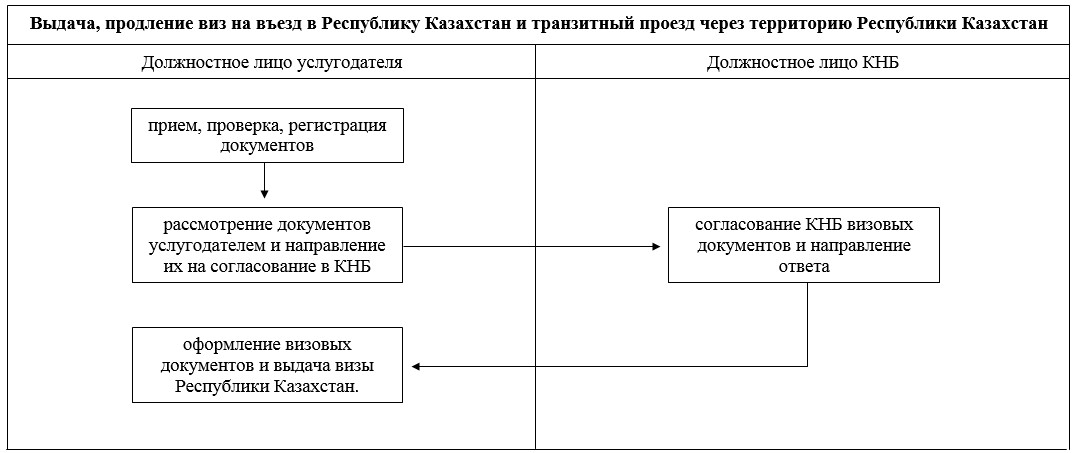 Выдача, продление виз на въезд в Республику Казахстан и транзитный проезд через территорию Республики Казахстан
Должностное лицо услугодателя
Должностное лицо КНБ
прием, проверка, регистрация
документов
рассмотрение документов
услугодателем и направление
их на согласование в КНБ
согласование КНБ визовых
документов и направление
ответа
оформление визовых
документов и выдача визы
Республики Казахстан.